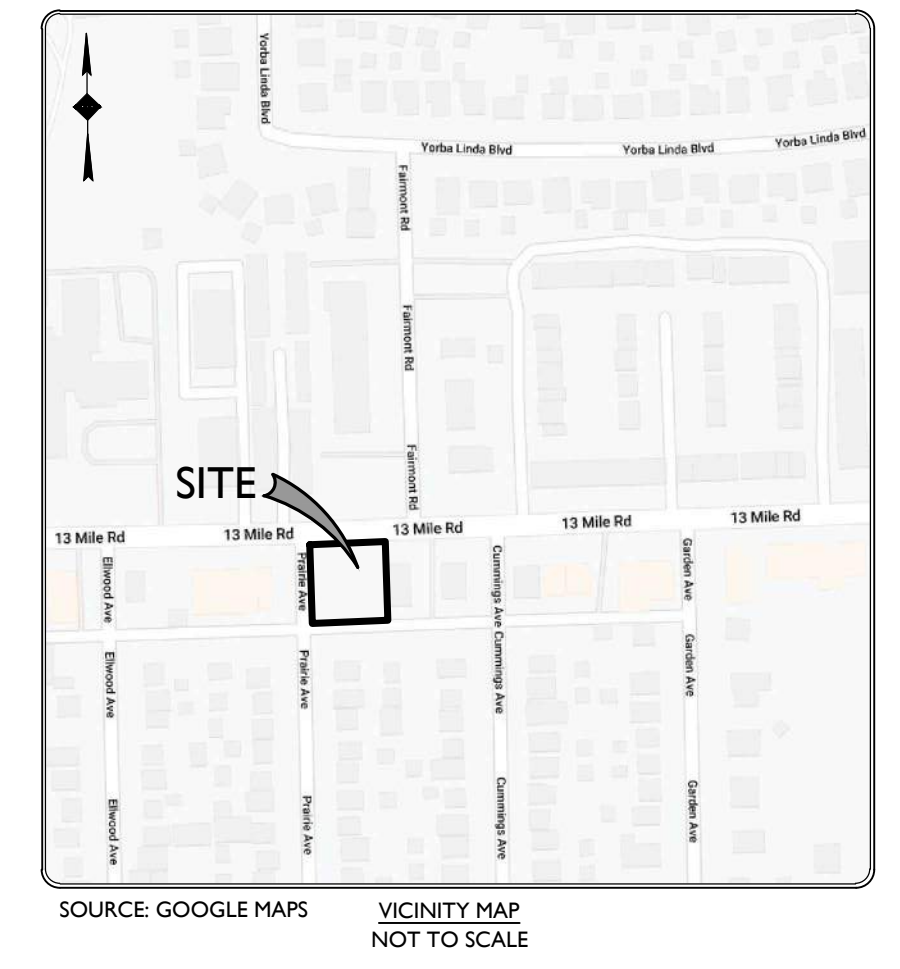 Yorba Linda Blvd
Yorba Linda Blvd
Yorba Linda Blvd
Yorba Linda Blvd
Fairmont Rd
Fairmont Rd
Fairmont Rd
SITE
13 Mile Rd
13 Mile Rd
13 Mile Rd
13 Mile Rd
13 Mile Rd
Ellwood Ave
Prairie Ave
Cummings Ave
Garden Ave
Ellwood Ave
Prairie Ave
Cummings Ave
Garden Ave
Ellwood Ave
Prairie Ave
Cummings Ave
Garden Ave
SOURCE: GOOGLE MAPS
VICINITY MAP
NOT TO SCALE